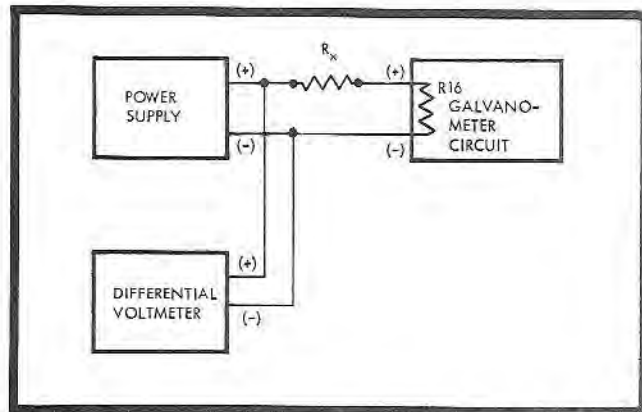 POWER
SUPPLY
(+)
(-)
Rx
(+)
(-)
R16
GALVANO-
METER
CIRCUIT
DIFFERENTIAL
VOLTMETER
(+)
(-)